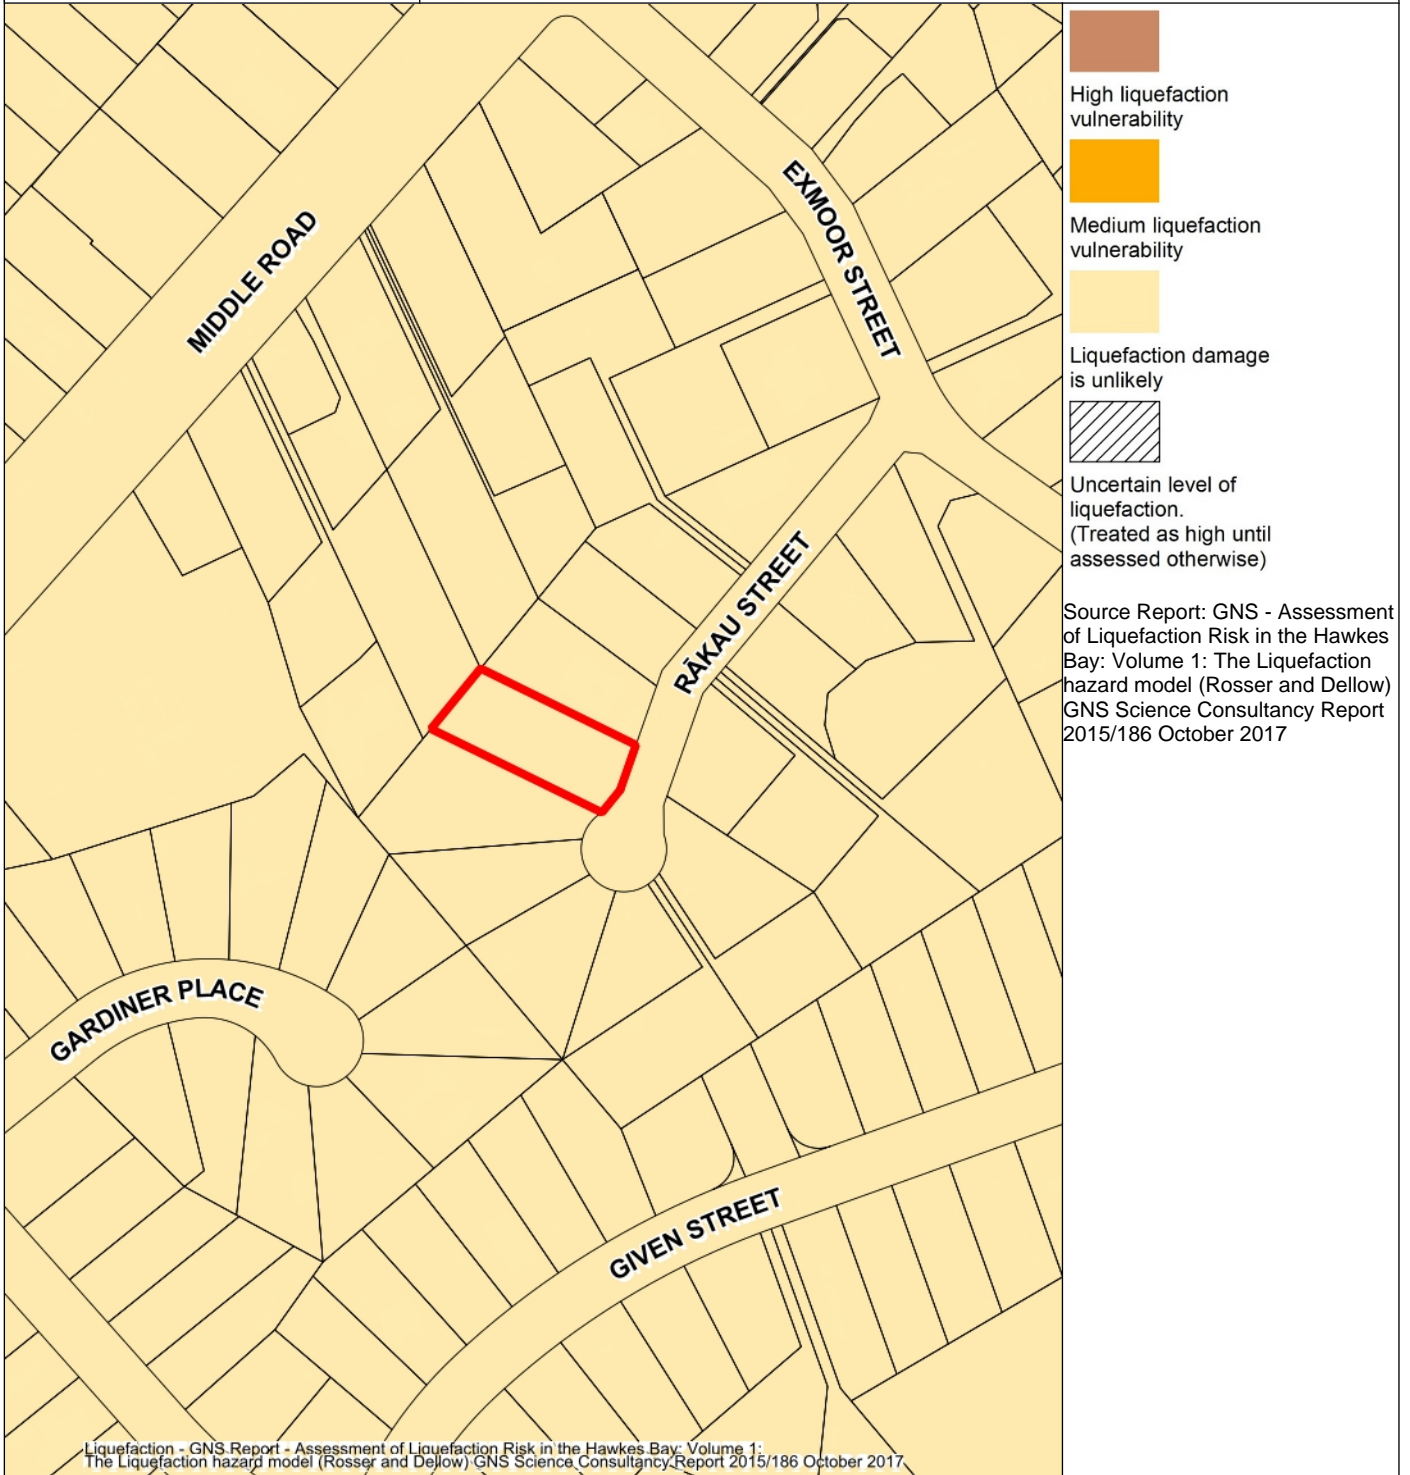 MIDDLE ROAD
EXMOOR STREET
RĀKAU STREET
GARDINER PLACE
GIVEN STREET
Liquefaction - GNS Report - Assessment of Liquefaction Risk in the Hawkes Bay: Volume 1:
The Liquefaction hazard model (Rosser and Dellow) GNS Science Consultancy Report 2015/186 October 2017
High liquefaction
vulnerability
Medium liquefaction
vulnerability
Liquefaction damage
is unlikely
Uncertain level of
liquefaction.
(Treated as high until
assessed otherwise)
Source Report: GNS - Assessment
of Liquefaction Risk in the Hawkes
Bay: Volume 1: The Liquefaction
hazard model (Rosser and Dellow)
GNS Science Consultancy Report
2015/186 October 2017